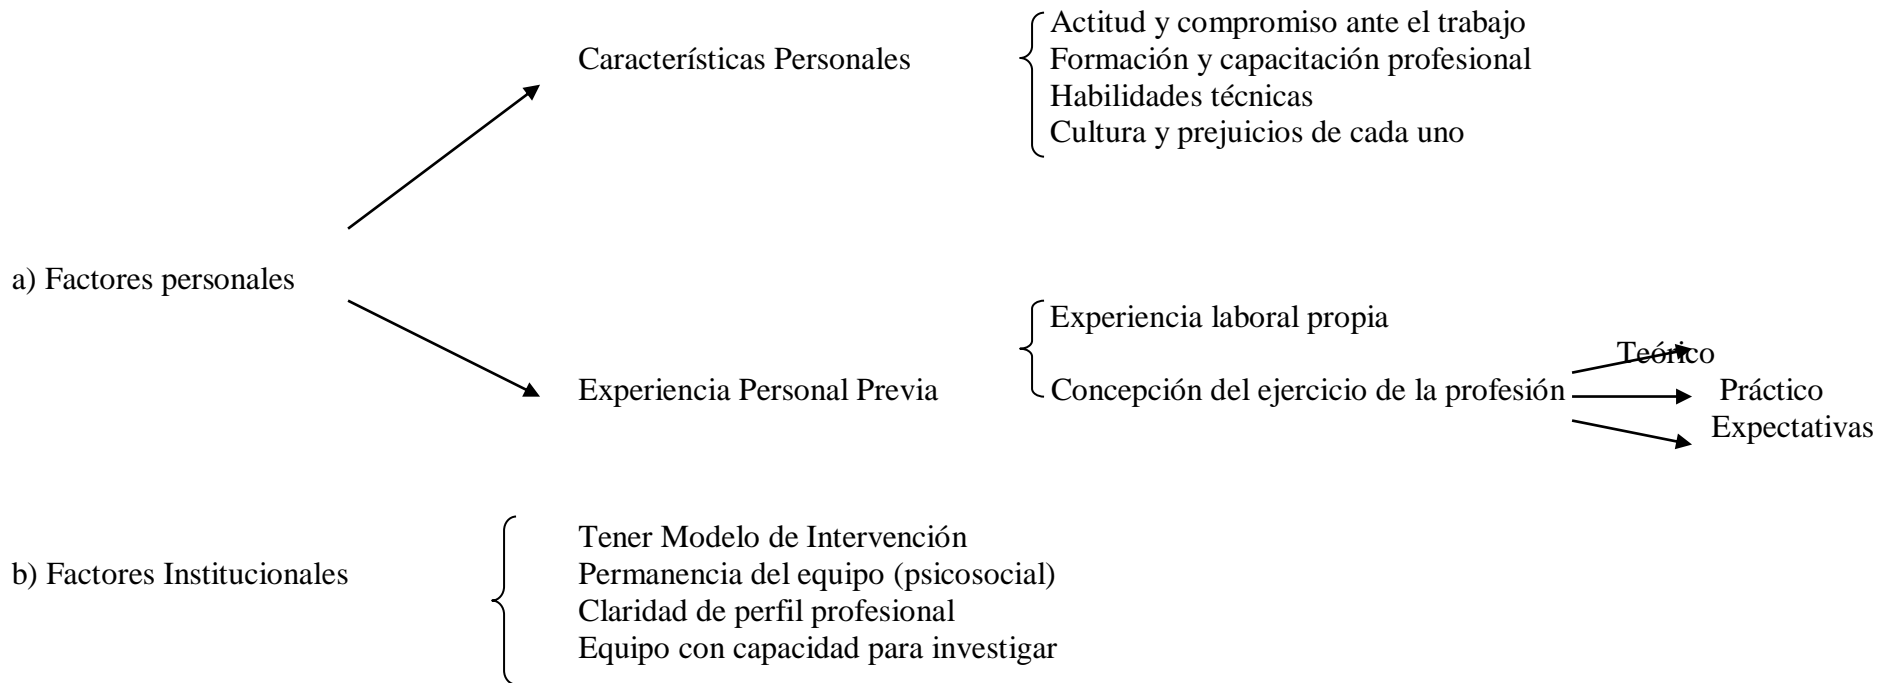 Características Personales
Actitud y compromiso ante el trabajo
Formación y capacitación profesional
Habilidades técnicas
Cultura y prejuicios de cada uno
a) Factores personales
Experiencia Personal Previa
Experiencia laboral propia
Concepción del ejercicio de la profesión
Teórico
Práctico
Expectativas
b) Factores Institucionales
Tener Modelo de Intervención
Permanencia del equipo (psicosocial)
Claridad de perfil profesional
Equipo con capacidad para investigar